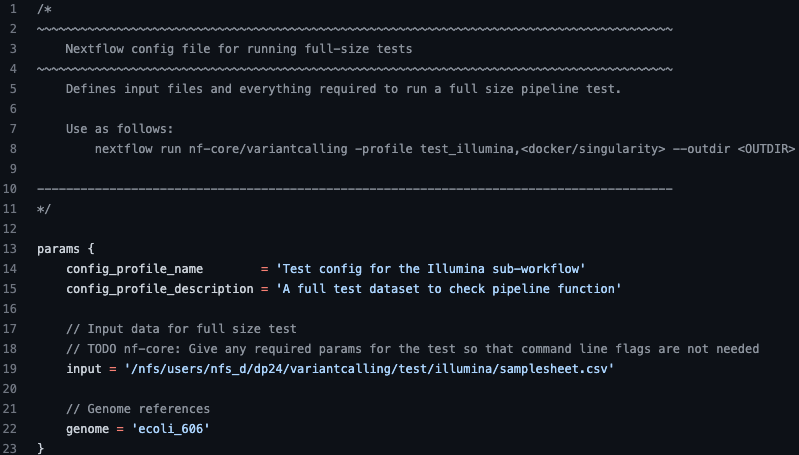 1 /*
2 ~~~~~~~~~~~~~~~~~~~~~~~~~~~~~~~~~~~~~~~~~~~~~~~~~~~~~~~~~~~~~~~~~~~~~~~~~~~~~~~~~~~~~~~~
3     Nextflow config file for running full-size tests
4 ~~~~~~~~~~~~~~~~~~~~~~~~~~~~~~~~~~~~~~~~~~~~~~~~~~~~~~~~~~~~~~~~~~~~~~~~~~~~~~~~~~~~~~~~
5     Defines input files and everything required to run a full size pipeline test.
6
7     Use as follows:
8         nextflow run nf-core/variantcalling -profile test_illumina,<docker/singularity> --outdir <OUTDIR>
9
10 ----------------------------------------------------------------------------------------
11 */
12
13 params {
14     config_profile_name        = 'Test config for the Illumina sub-workflow'
15     config_profile_description = 'A full test dataset to check pipeline function'
16
17     // Input data for full size test
18     // TODO nf-core: Give any required params for the test so that command line flags are not needed
19     input = '/nfs/users/nfs_d/dp24/variantcalling/test/illumina/samplesheet.csv'
20
21     // Genome references
22     genome = 'ecoli_606'
23 }